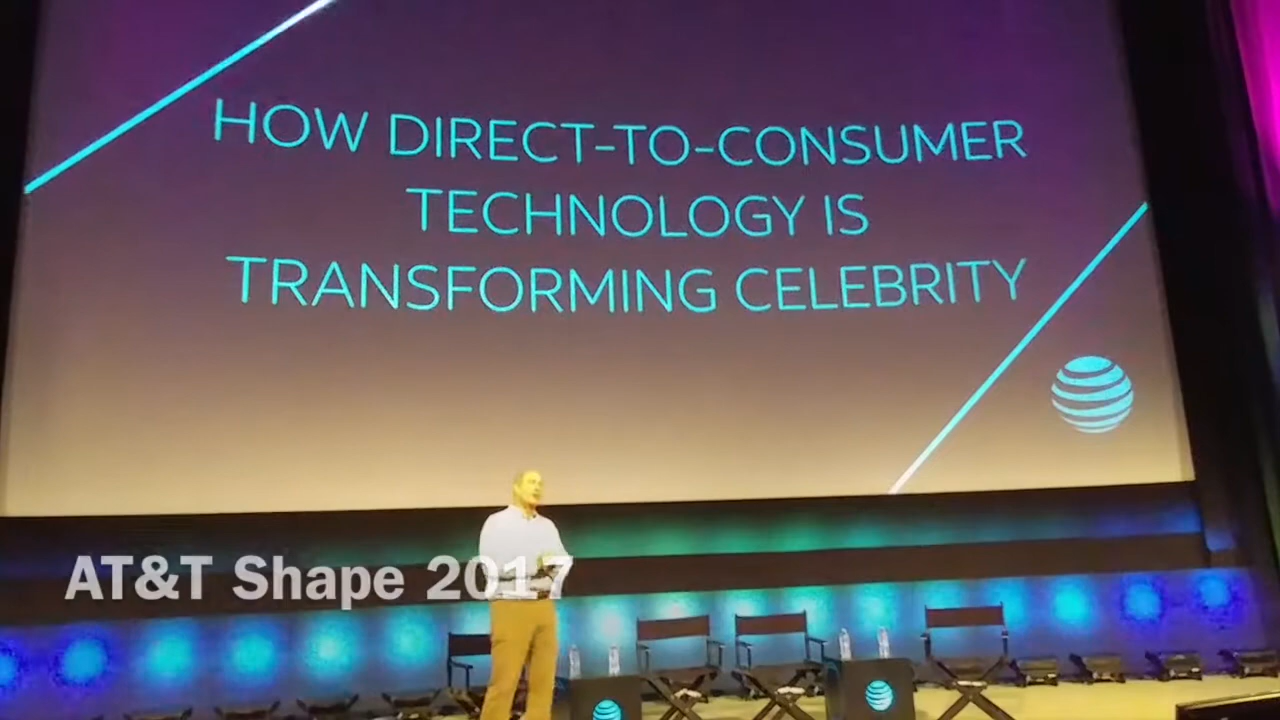 HOW DIRECT-TO-CONSUMER
TECHNOLOGY IS
TRANSFORMING CELEBRITY
AT&T Shape 2017